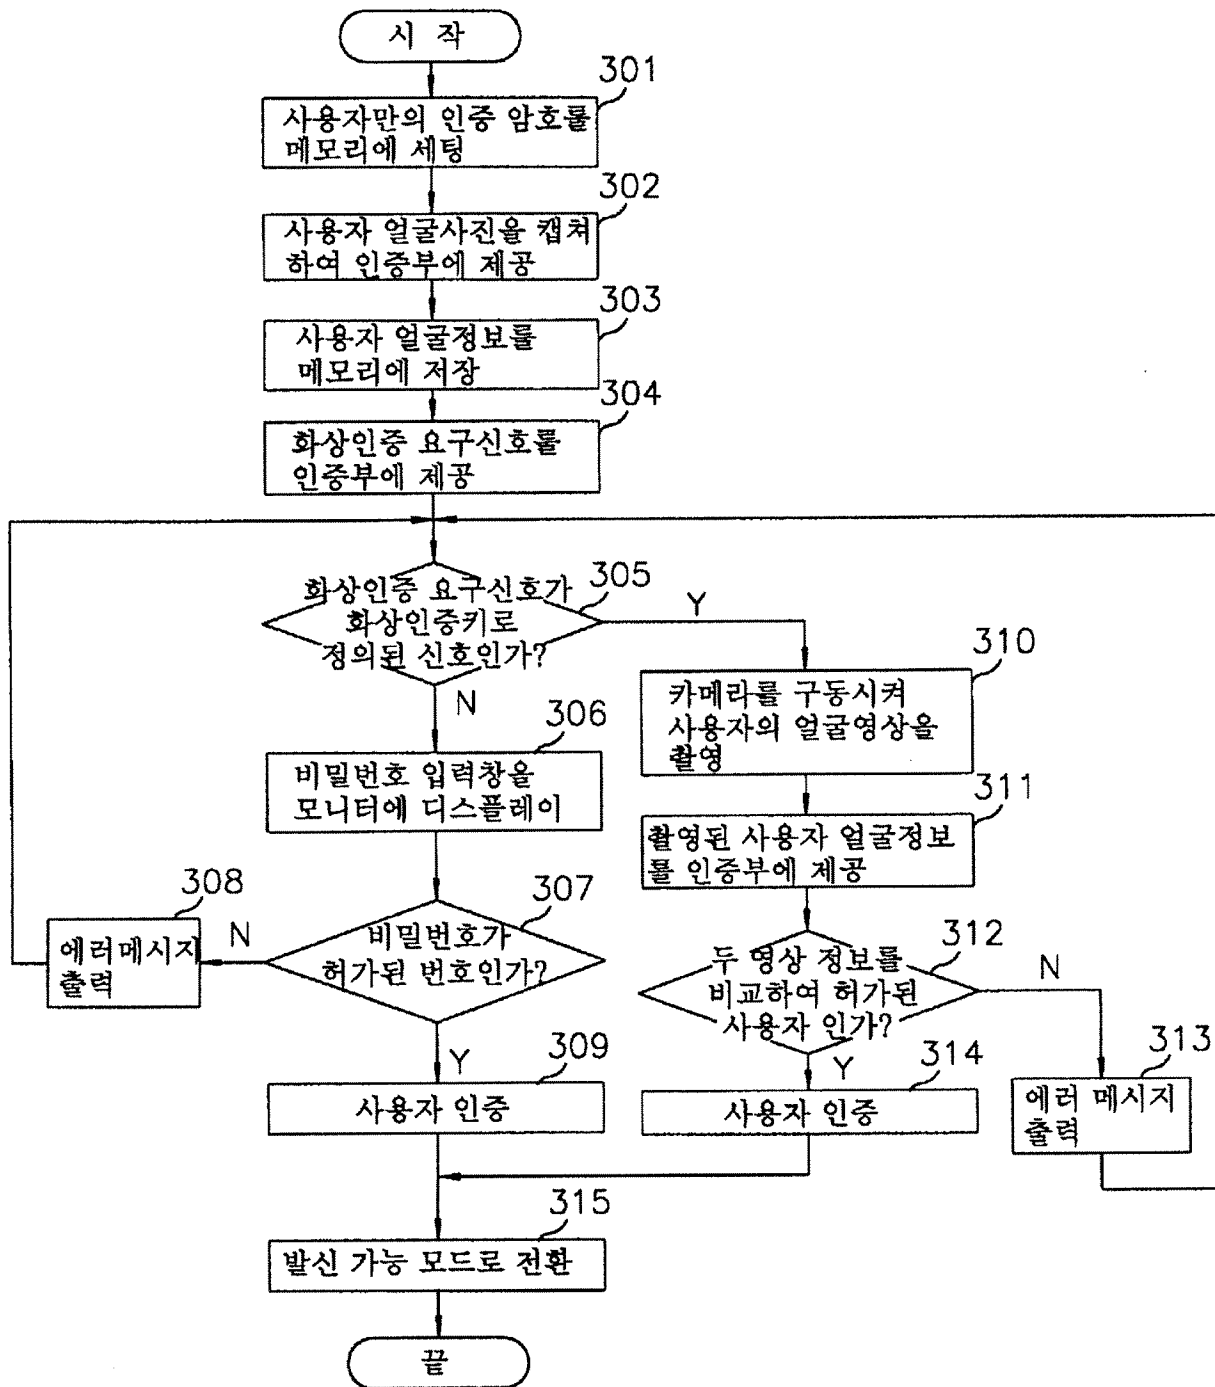 시 작
301
사용자만의 인증 암호를
메모리에 세팅
302
사용자 얼굴사진을 캡쳐
하여 인증부에 제공
303
사용자 얼굴정보를
메모리에 저장
304
화상인증 요구신호를
인증부에 제공
305
화상인증 요구신호가
화상인증키로
정의된 신호인가?
Y
N
306
비밀번호 입력창을
모니터에 디스플레이
307
비밀번호가
허가된 번호인가?
N
308
에러메시지
출력
Y
309
사용자 인증
310
카메라를 구동시켜
사용자의 얼굴영상을
촬영
311
촬영된 사용자 얼굴정보
를 인증부에 제공
312
두 영상 정보를
비교하여 허가된
사용자 인가?
N
313
에러 메시지
출력
Y
314
사용자 인증
315
발신 가능 모드로 전환
끝